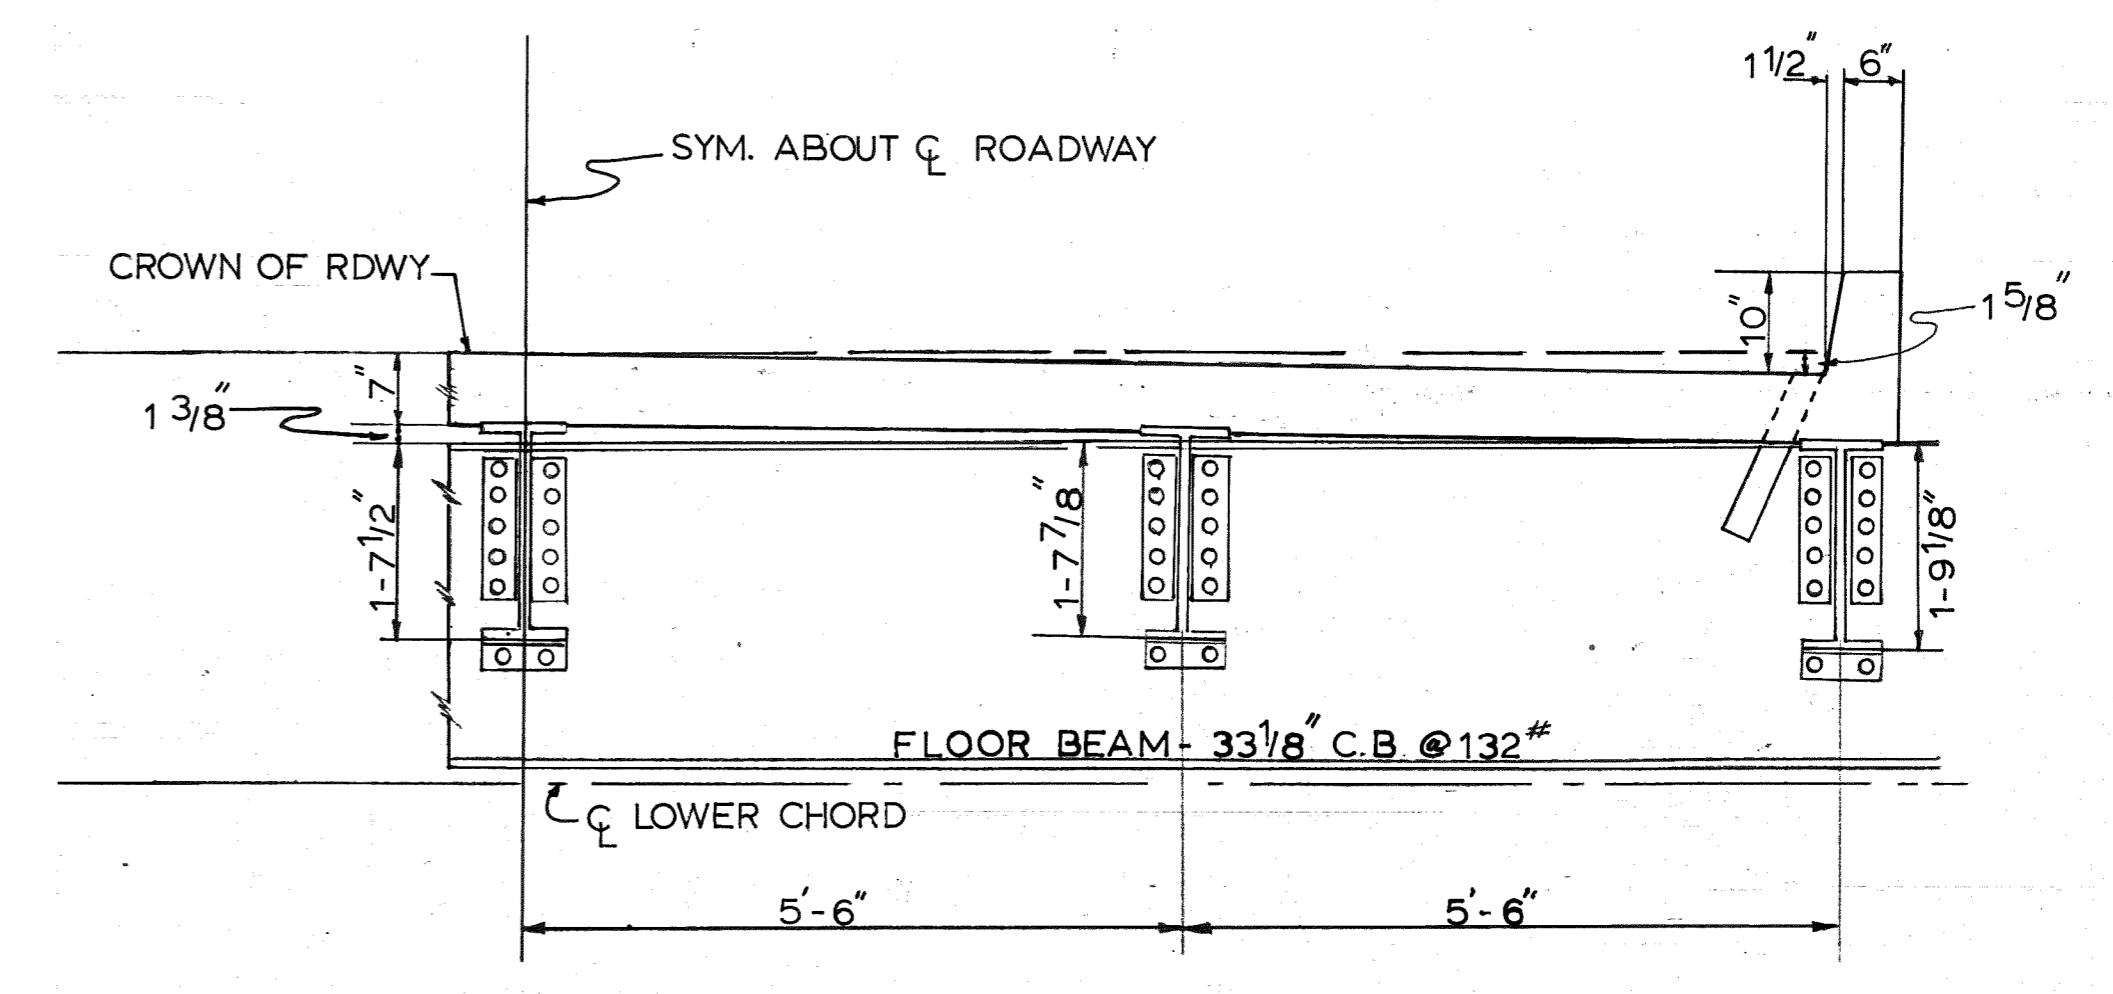 1 1/2" 6"
SYM. ABOUT ℄ ROADWAY
CROWN OF RDWY
10"
1 5/8"
7"
1 3/8"
1-7 1/2"
1-7 7/8"
1-9 1/8"
FLOOR BEAM- 33 1/8" C.B. @ 132#
℄ LOWER CHORD
5'-6" 5'-6"